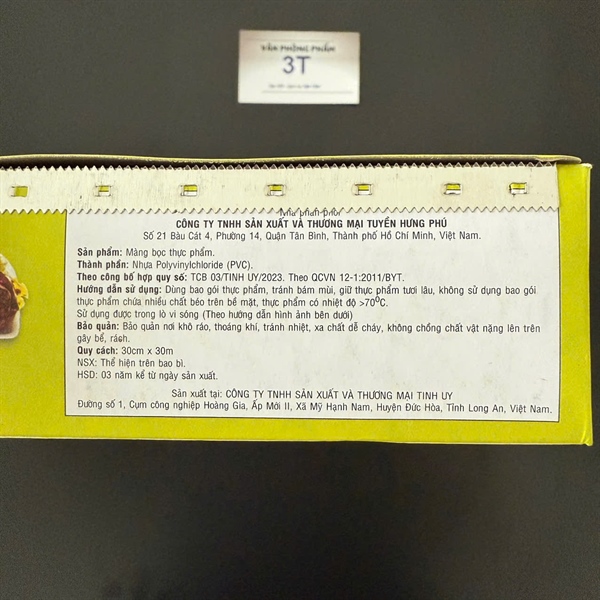 VĂN PHÒNG PHẨM
3T
Nhà phân phối
CÔNG TY TNHH SẢN XUẤT VÀ THƯƠNG MẠI TUYỀN HƯNG PHÚ
Số 21 Bàu Cát 4, Phường 14, Quận Tân Bình, Thành phố Hồ Chí Minh, Việt Nam.
Sản phẩm: Màng bọc thực phẩm.
Thành phần: Nhựa Polyvinylchloride (PVC).
Theo công bố hợp quy số: TCB 03/TINH UY/2023. Theo QCVN 12-1:2011/BYT.
Hướng dẫn sử dụng: Dùng bao gói thực phẩm, tránh bám mùi, giữ thực phẩm tươi lâu, không sử dụng bao gói
thực phẩm chứa nhiều chất béo trên bề mặt, thực phẩm có nhiệt độ >70⁰C.
Sử dụng được trong lò vi sóng (Theo hướng dẫn hình ảnh bên dưới)
Bảo quản: Bảo quản nơi khô ráo, thoáng khí, tránh nhiệt, xa chất dễ cháy, không chồng chất vật nặng lên trên
gây bể, rách.
Quy cách: 30cm x 30m
NSX: Thể hiện trên bao bì.
HSD: 03 năm kể từ ngày sản xuất.
Sản xuất tại: CÔNG TY TNHH SẢN XUẤT VÀ THƯƠNG MẠI TINH UY
Đường số 1, Cụm công nghiệp Hoàng Gia, Ấp Mới II, Xã Mỹ Hạnh Nam, Huyện Đức Hòa, Tỉnh Long An, Việt Nam.